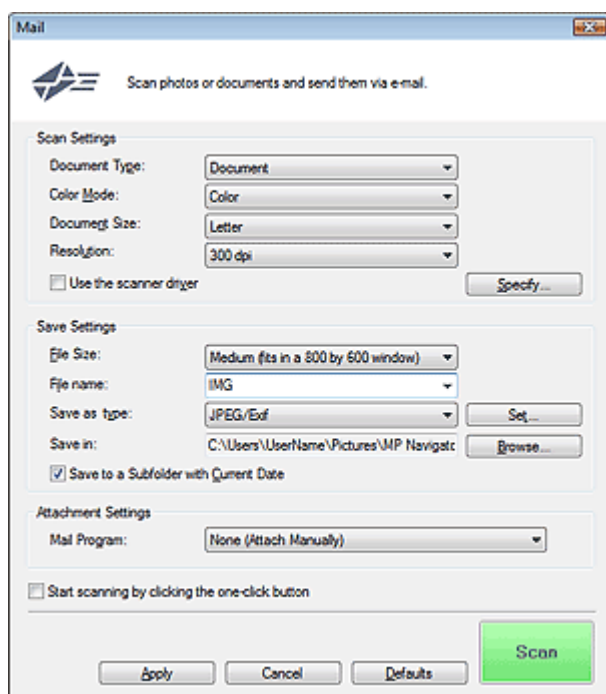 Mail
Scan photos or documents and send them via e-mail.
Scan Settings
Document Type: Document
Color Mode: Color
Document Size: Letter
Resolution: 300 dpi
Use the scanner driver Specify...
Save Settings
File Size: Medium (fits in a 800 by 600 window)
File name: IMG
Save as type: JPEG/Exif Set...
Save in: C:\Users\UserName\Pictures\MP Navigatc Browse...
Save to a Subfolder with Current Date
Attachment Settings
Mail Program: None (Attach Manually)
Start scanning by clicking the one-click button
Scan
Apply Cancel Defaults